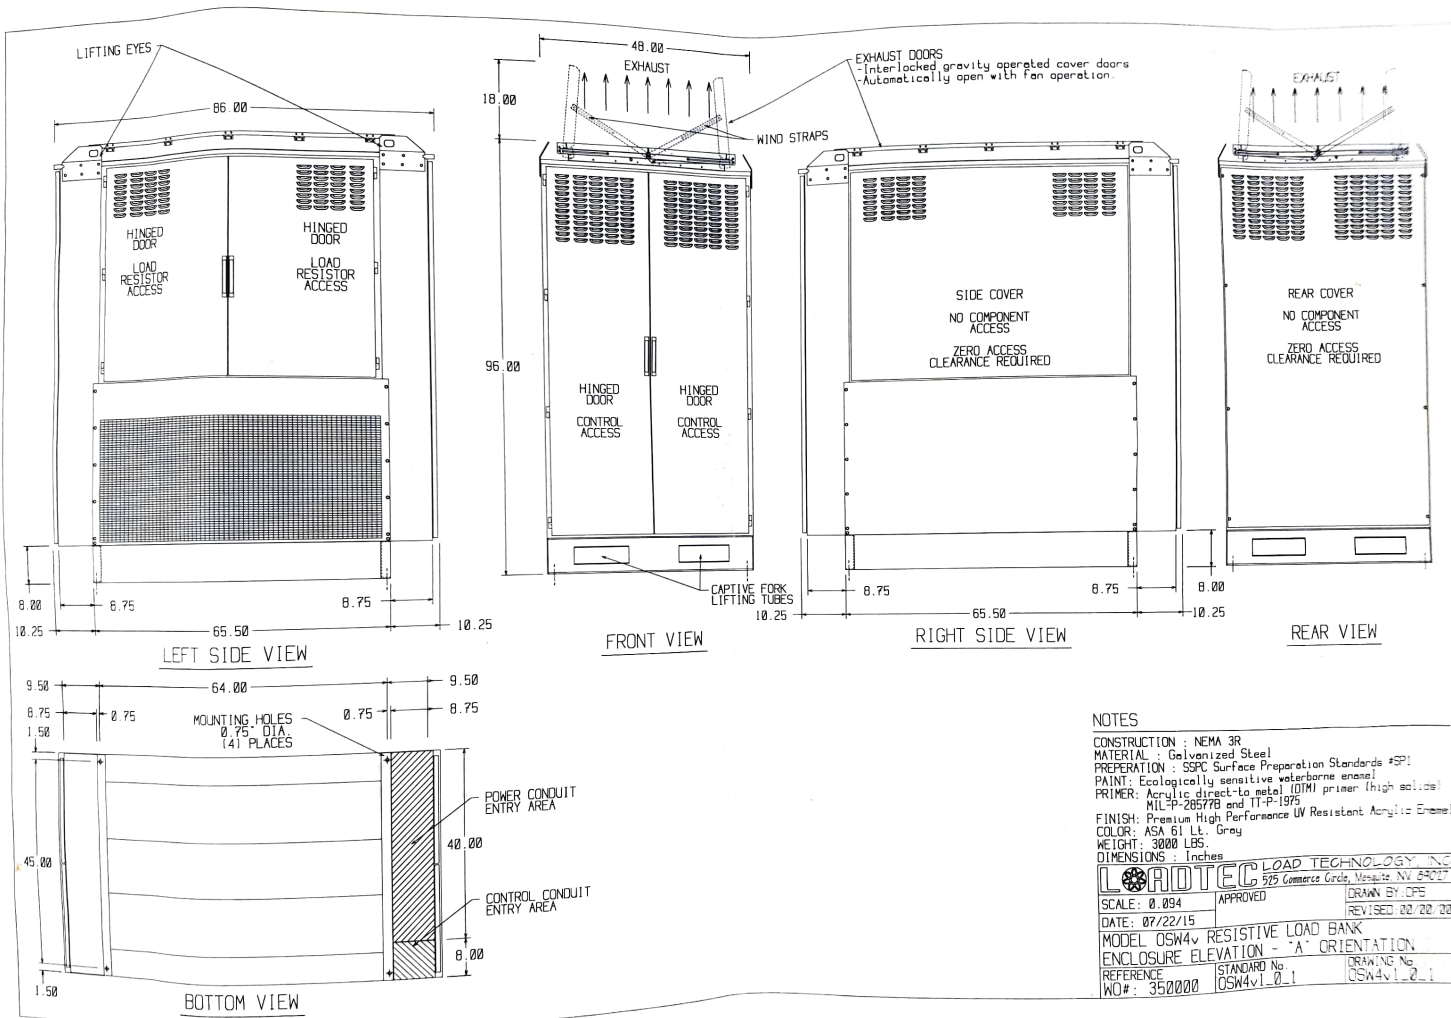 LIFTING EYES
86.00
HINGED
DOOR
LOAD
RESISTOR
ACCESS
HINGED
DOOR
LOAD
RESISTOR
ACCESS
8.00
8.75
8.75
10.25
65.50
10.25
LEFT SIDE VIEW
48.00
EXHAUST
18.00
WIND STRAPS
96.00
HINGED
DOOR
CONTROL
ACCESS
HINGED
DOOR
CONTROL
ACCESS
CAPTIVE FORK
LIFTING TUBES
FRONT VIEW
EXHAUST DOORS
-Interlocked gravity operated cover doors
-Automatically open with fan operation.
SIDE COVER
NO COMPONENT
ACCESS
ZERO ACCESS
CLEARANCE REQUIRED
8.75
8.75
8.00
10.25
65.50
10.25
RIGHT SIDE VIEW
EXHAUST
REAR COVER
NO COMPONENT
ACCESS
ZERO ACCESS
CLEARANCE REQUIRED
REAR VIEW
9.50
64.00
9.50
8.75
0.75
0.75
8.75
1.50
MOUNTING HOLES
0.75" DIA.
(4) PLACES
POWER CONDUIT
ENTRY AREA
40.00
45.00
CONTROL CONDUIT
ENTRY AREA
8.00
1.50
BOTTOM VIEW
NOTES
CONSTRUCTION : NEMA 3R
MATERIAL : Galvanized Steel
PREPERATION : SSPC Surface Preparation Standards #SP1
PAINT: Ecologically sensitive waterborne enamel
PRIMER: Acrylic direct-to metal (DTM) primer (high solids)
MIL-P-28577B and TT-P-1975
FINISH: Premium High Performance UV Resistant Acrylic Enamel
COLOR: ASA 61 Lt. Gray
WEIGHT: 3000 LBS.
DIMENSIONS : Inches
LOADTEC LOAD TECHNOLOGY, INC
525 Commerce Circle, Mesquite, NV 89027
SCALE: 0.094
APPROVED
DRAWN BY: DPS
DATE: 07/22/15
REVISED: 00/00/00
MODEL OSW4v RESISTIVE LOAD BANK
ENCLOSURE ELEVATION - "A" ORIENTATION
REFERENCE
WO#: 350000
STANDARD No.
OSW4v1_0_1
DRAWING No.
OSW4v1_0_1